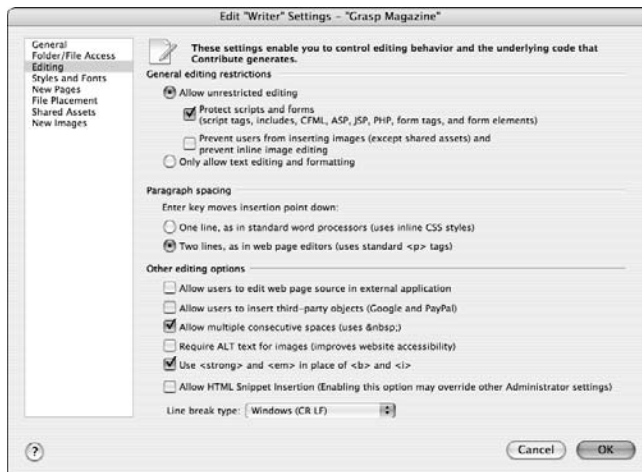 Edit "Writer" Settings - "Grasp Magazine"
General
Folder/File Access
Editing
Styles and Fonts
New Pages
File Placement
Shared Assets
New Images
These settings enable you to control editing behavior and the underlying code that
Contribute generates.
General editing restrictions
Allow unrestricted editing
Protect scripts and forms
(script tags, includes, CFML, ASP, JSP, PHP, form tags, and form elements)
Prevent users from inserting images (except shared assets) and
prevent inline image editing
Only allow text editing and formatting
Paragraph spacing
Enter key moves insertion point down:
One line, as in standard word processors (uses inline CSS styles)
Two lines, as in web page editors (uses standard <p> tags)
Other editing options
Allow users to edit web page source in external application
Allow users to insert third-party objects (Google and PayPal)
Allow multiple consecutive spaces (uses &nbsp;)
Require ALT text for images (improves website accessibility)
Use <strong> and <em> in place of <b> and <i>
Allow HTML Snippet Insertion (Enabling this option may override other Administrator settings)
Line break type: Windows (CR LF)
? Cancel OK